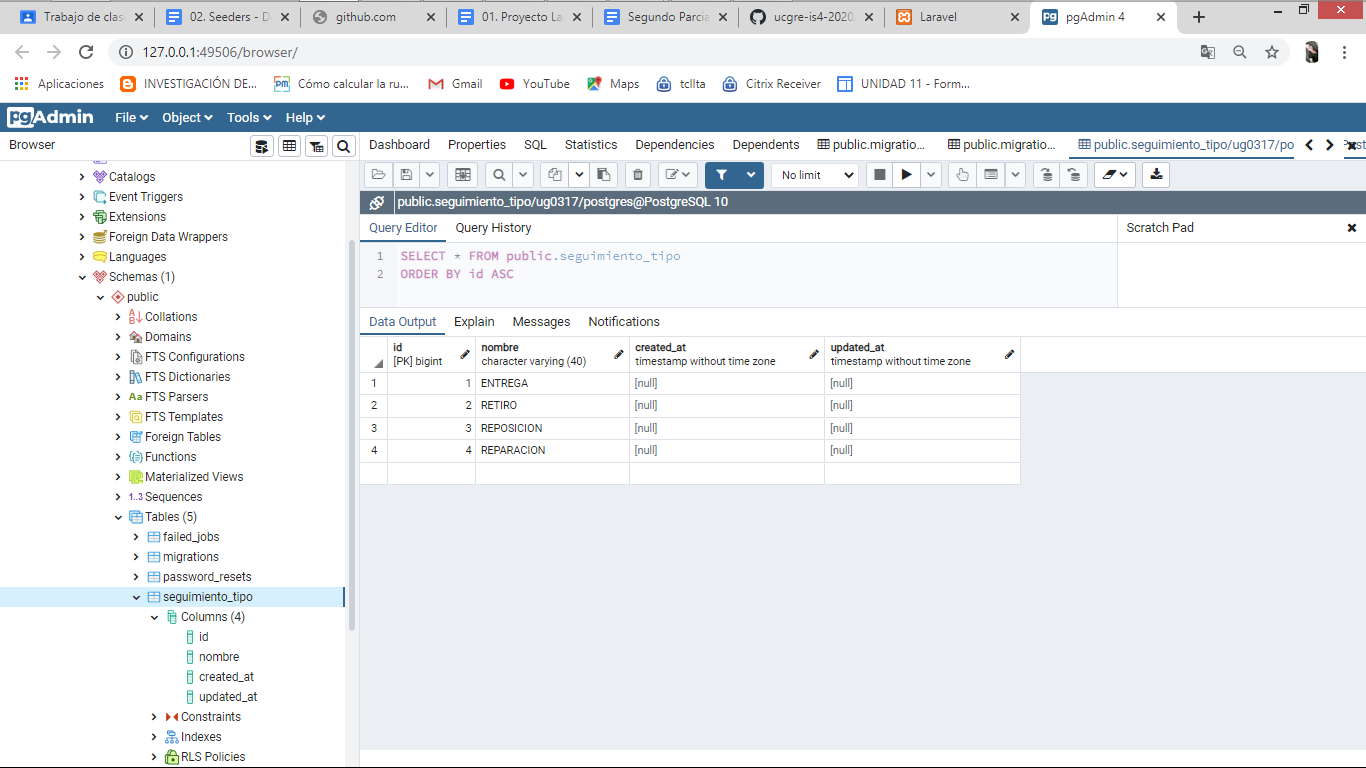 Trabajo de clas
02. Seeders - D
github.com
01. Proyecto La
Segundo Parcia
ucgre-is4-2020
Laravel
pgAdmin 4
127.0.0.1:49506/browser/
Aplicaciones
INVESTIGACIÓN DE...
Cómo calcular la ru...
Gmail
YouTube
Maps
tcllta
Citrix Receiver
UNIDAD 11 - Form...
pgAdmin
File
Object
Tools
Help
Browser
Dashboard
Properties
SQL
Statistics
Dependencies
Dependents
public.migratio...
public.migratio...
public.seguimiento_tipo/ug0317/po
Catalogs
Event Triggers
Extensions
Foreign Data Wrappers
Languages
Schemas (1)
public
Collations
Domains
FTS Configurations
FTS Dictionaries
FTS Parsers
FTS Templates
Foreign Tables
Functions
Materialized Views
Sequences
Tables (5)
failed_jobs
migrations
password_resets
seguimiento_tipo
Columns (4)
id
nombre
created_at
updated_at
Constraints
Indexes
RLS Policies
No limit
public.seguimiento_tipo/ug0317/postgres@PostgreSQL 10
Query Editor
Query History
Scratch Pad
1 SELECT * FROM public.seguimiento_tipo
2 ORDER BY id ASC
Data Output
Explain
Messages
Notifications
id nombre created_at updated_at
[PK] bigint character varying (40) timestamp without time zone timestamp without time zone
1 1 ENTREGA [null] [null]
2 2 RETIRO [null] [null]
3 3 REPOSICION [null] [null]
4 4 REPARACION [null] [null]